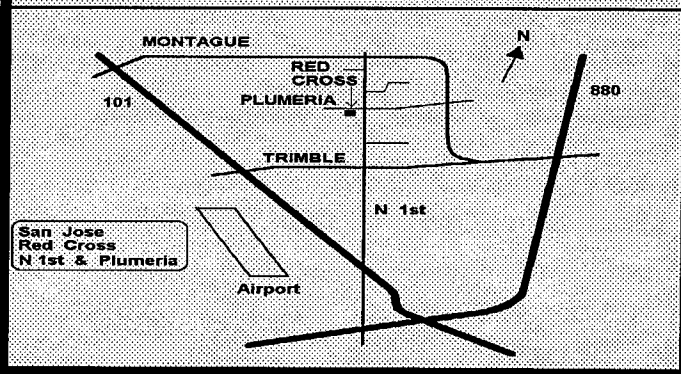 MONTAGUE
N
RED
CROSS
880
101
PLUMERIA
TRIMBLE
N 1st
San Jose
Red Cross
N 1st & Plumeria
Airport